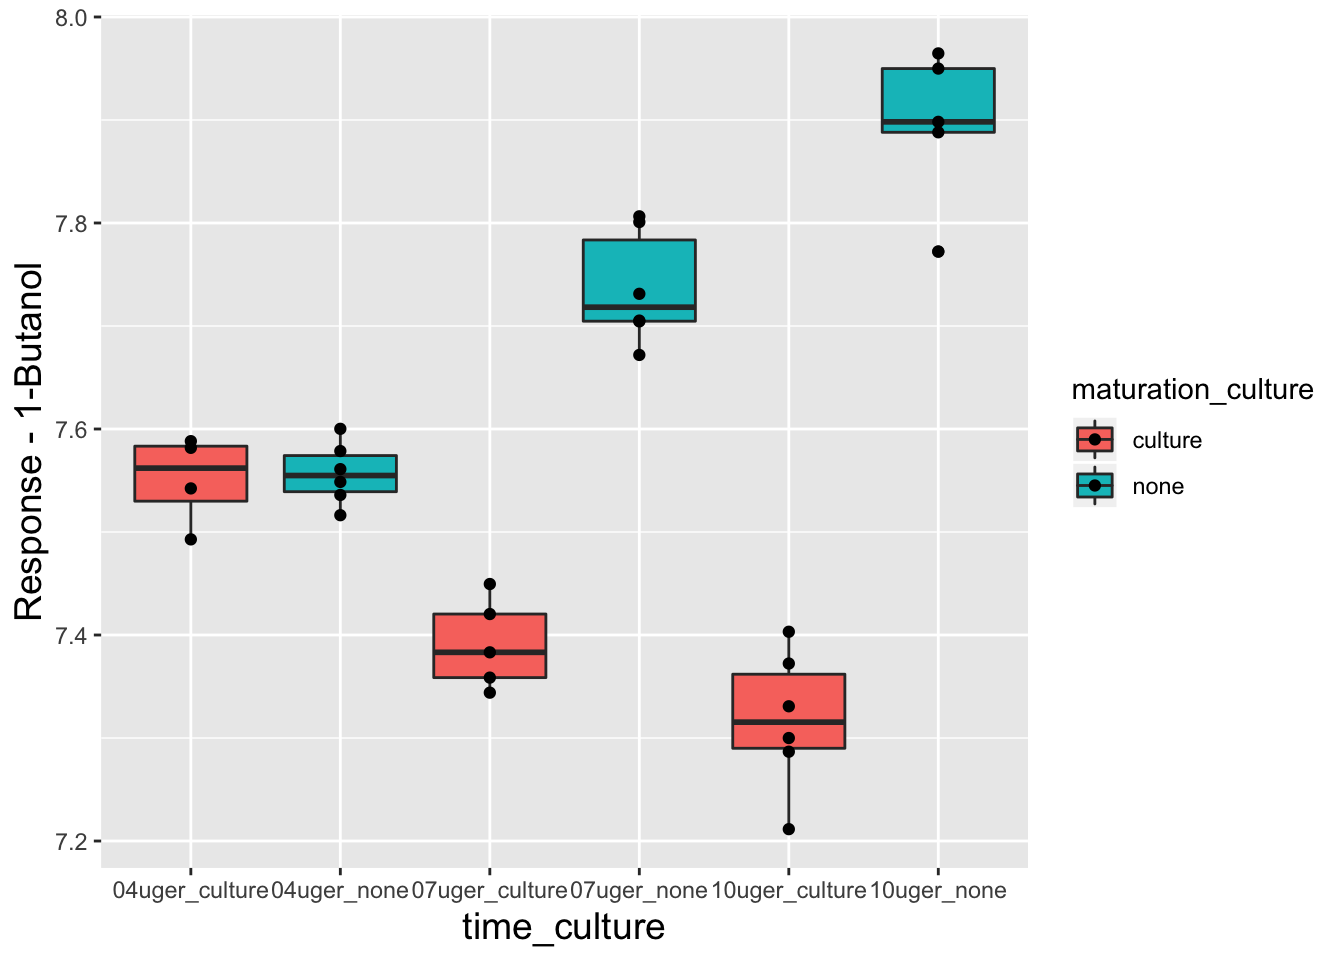 8.0
7.8
7.6
7.4
7.2
Response - 1-Butanol
04uger_culture 04uger_none 07uger_culture 07uger_none 10uger_culture 10uger_none
time_culture
maturation_culture
culture
none